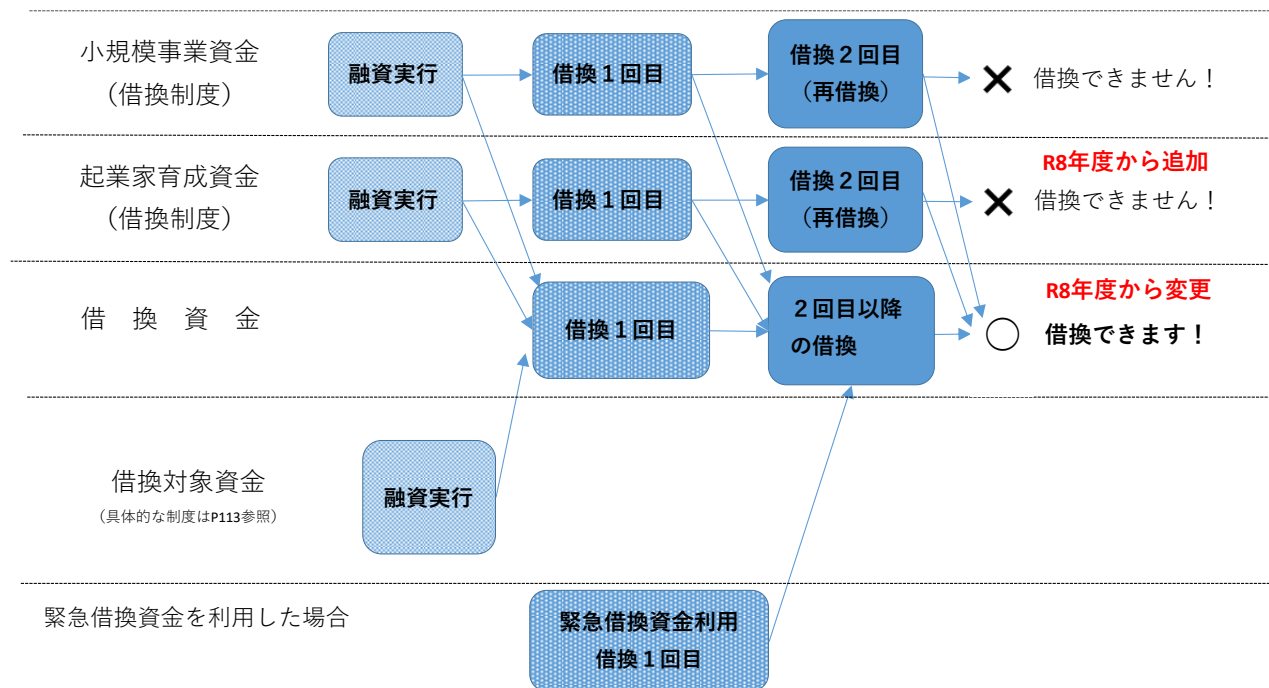 小規模事業資金
（借換制度）
融資実行
借換１回目
借換２回目
（再借換）
借換できません！
起業家育成資金
（借換制度）
融資実行
借換１回目
借換２回目
（再借換）
R8年度から追加
借換できません！
借　換　資　金
借換１回目
２回目以降
の借換
R8年度から変更
借換できます！
借換対象資金
（具体的な制度はP113参照）
融資実行
緊急借換資金を利用した場合
緊急借換資金利用
借換１回目